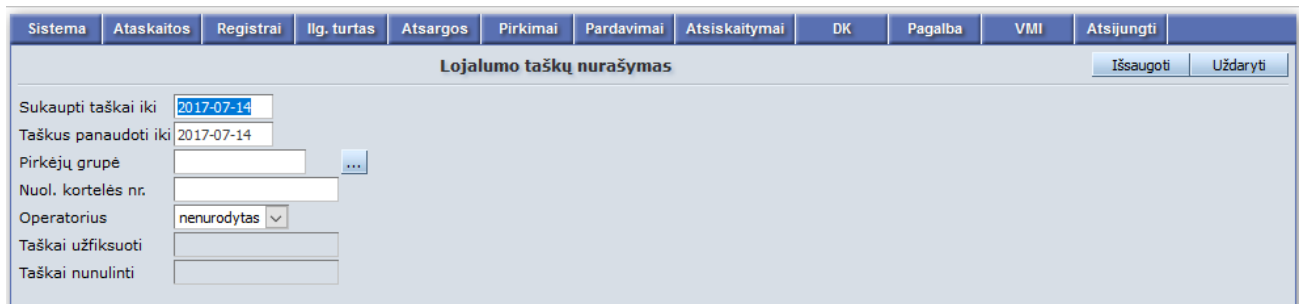 Sistema Ataskaitos Registrai Ilg. turtas Atsargos Pirkimai Pardavimai Atsiskaitymai DK Pagalba VMI Atsijungti
Lojalumo taškų nurašymas Išsaugoti Uždaryti
Sukaupti taškai iki 2017-07-14
Taškus panaudoti iki 2017-07-14
Pirkėjų grupė ...
Nuol. kortelės nr.
Operatorius nenurodytas
Taškai užfiksuoti
Taškai nunulinti